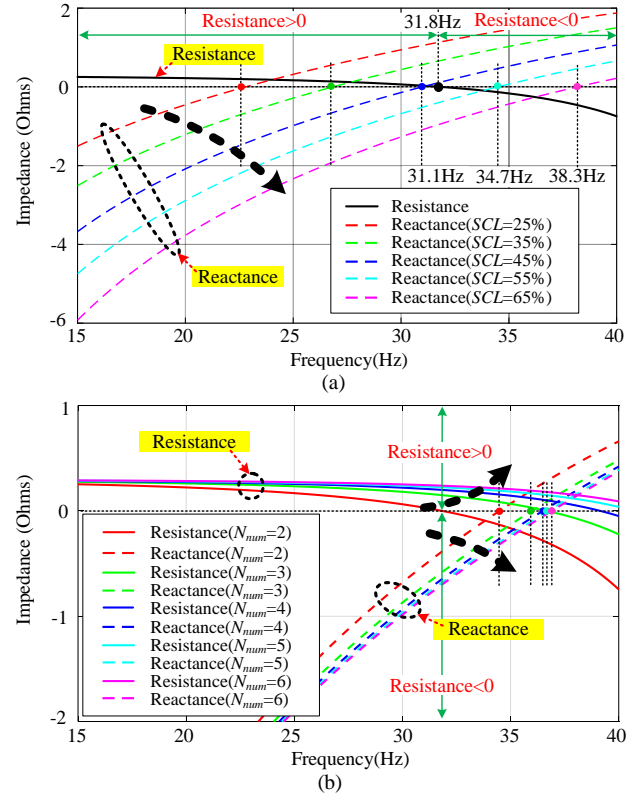 2
0
-2
-4
-6
Impedance (Ohms)
Resistance>0
31.8Hz
Resistance<0
Resistance
Reactance
31.1Hz
34.7Hz
38.3Hz
Resistance
Reactance(SCL=25%)
Reactance(SCL=35%)
Reactance(SCL=45%)
Reactance(SCL=55%)
Reactance(SCL=65%)
15
20
25
30
35
40
Frequency(Hz)
(a)
1
0
-1
-2
Impedance (Ohms)
Resistance
Resistance>0
Reactance
Resistance<0
Resistance(Nnum=2)
Reactance(Nnum=2)
Resistance(Nnum=3)
Reactance(Nnum=3)
Resistance(Nnum=4)
Reactance(Nnum=4)
Resistance(Nnum=5)
Reactance(Nnum=5)
Resistance(Nnum=6)
Reactance(Nnum=6)
15
20
25
30
35
40
Frequency(Hz)
(b)